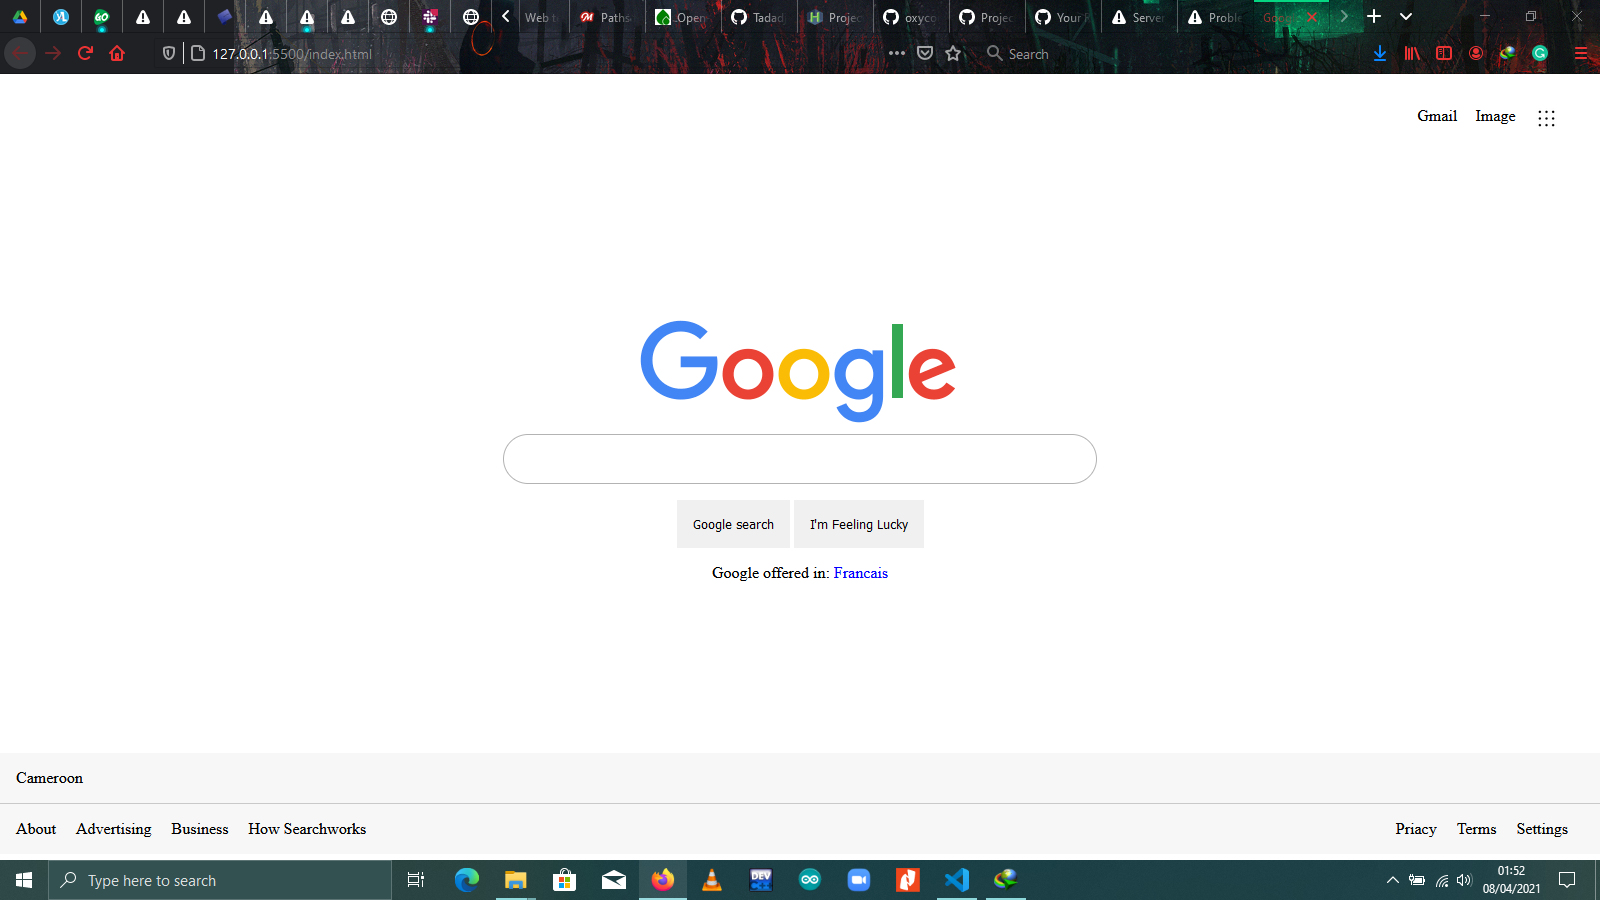 Web t Paths Open Tadad Projec oxyco Projec Your Server Proble
127.0.0.1:5500/index.html
Search
Gmail Image
Google
Google search I'm Feeling Lucky
Google offered in: Francais
Cameroon
About Advertising Business How Searchworks Priacy Terms Settings
Type here to search
DEV
01:52
08/04/2021